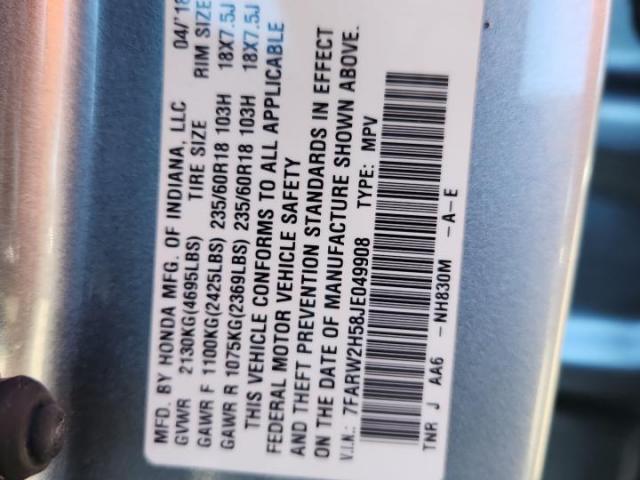 MFD. BY HONDA MFG. OF INDIANA, LLC 04/'18
GVWR 2130KG(4695LBS) TIRE SIZE RIM SIZE
GAWR F 1100KG(2425LBS) 235/60R18 103H 18X7.5J
GAWR R 1075KG(2369LBS) 235/60R18 103H 18X7.5J
THIS VEHICLE CONFORMS TO ALL APPLICABLE
FEDERAL MOTOR VEHICLE SAFETY
AND THEFT PREVENTION STANDARDS IN EFFECT
ON THE DATE OF MANUFACTURE SHOWN ABOVE.
V.I.N.: 7FARW2H58JE049908 TYPE: MPV
TNR J AA6 -NH830M -A-E